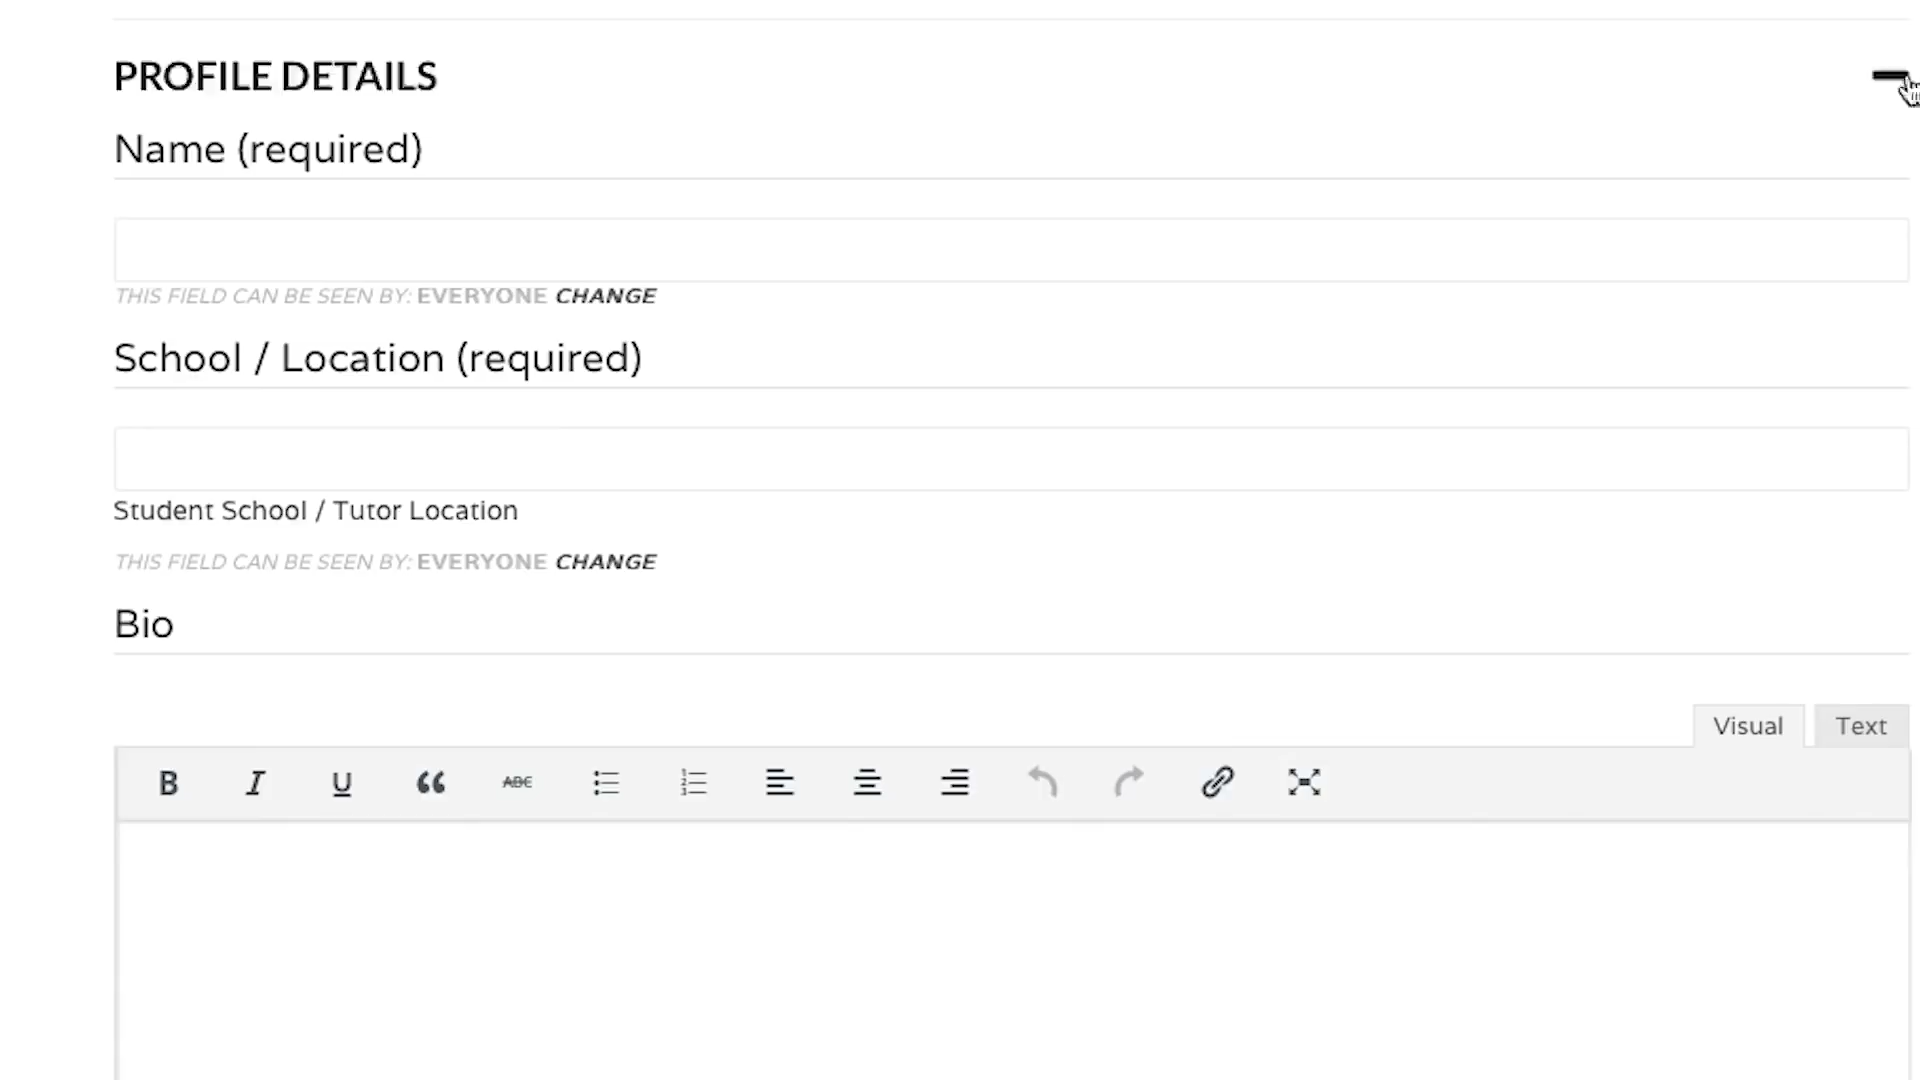 PROFILE DETAILS
Name (required)
THIS FIELD CAN BE SEEN BY: EVERYONE CHANGE
School / Location (required)
Student School / Tutor Location
THIS FIELD CAN BE SEEN BY: EVERYONE CHANGE
Bio
Visual Text
B I U ABC